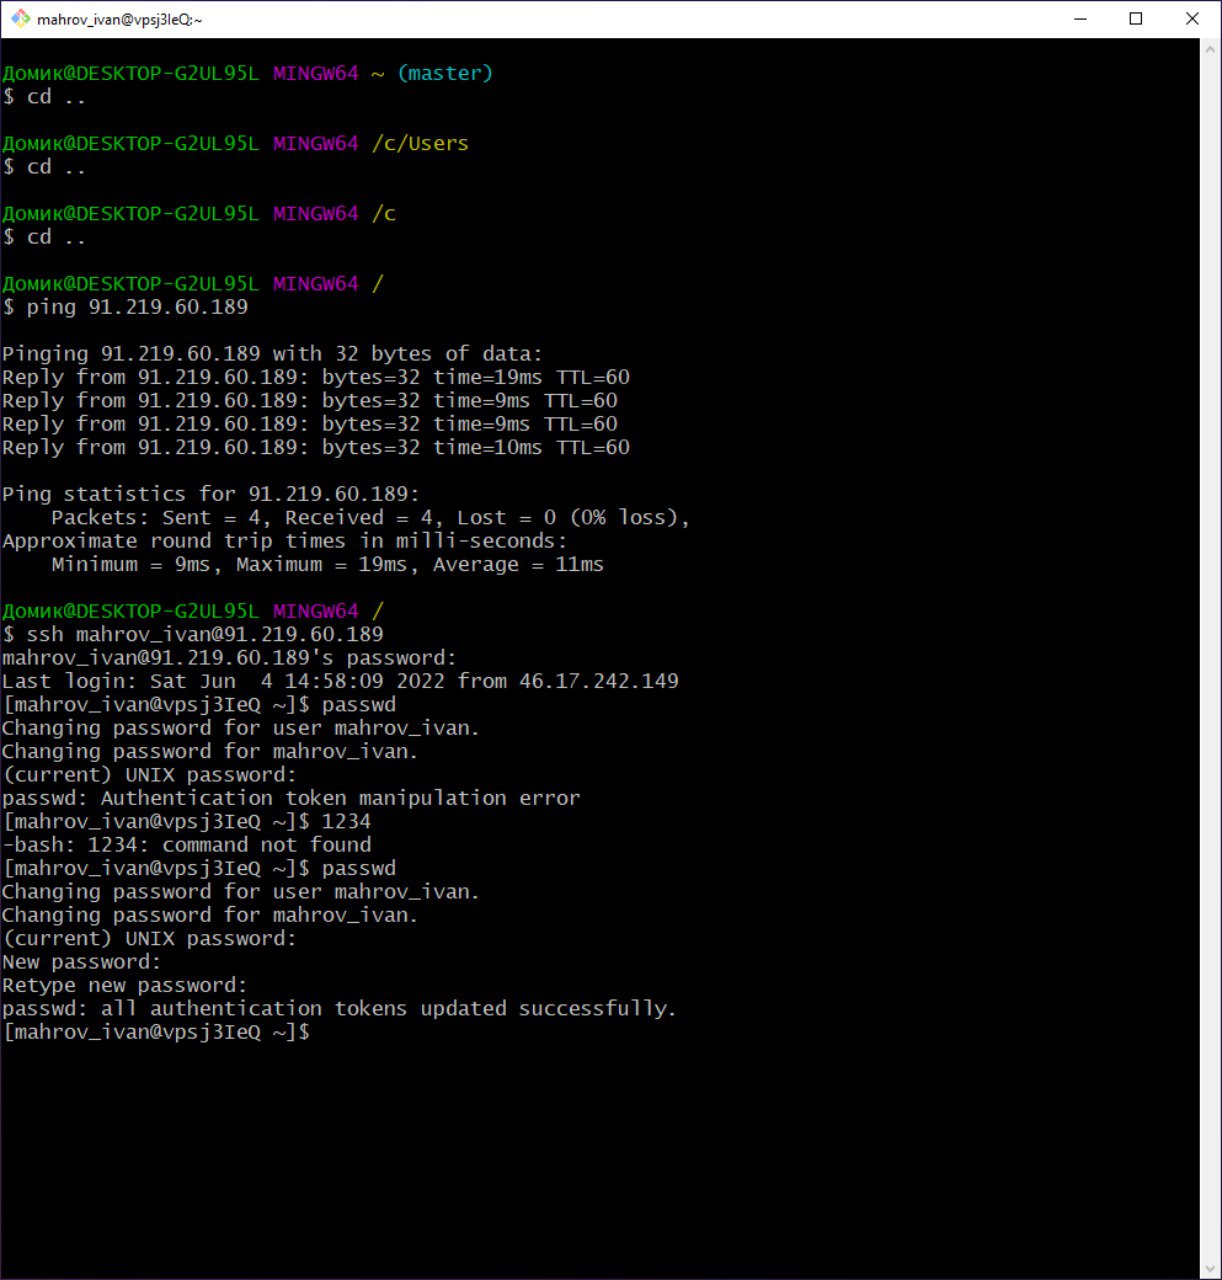 mahrov_ivan@vpsj3IeQ:~
Домик@DESKTOP-G2UL95L MINGW64 ~ (master)
$ cd ..
Домик@DESKTOP-G2UL95L MINGW64 /c/Users
$ cd ..
Домик@DESKTOP-G2UL95L MINGW64 /c
$ cd ..
Домик@DESKTOP-G2UL95L MINGW64 /
$ ping 91.219.60.189
Pinging 91.219.60.189 with 32 bytes of data:
Reply from 91.219.60.189: bytes=32 time=19ms TTL=60
Reply from 91.219.60.189: bytes=32 time=9ms TTL=60
Reply from 91.219.60.189: bytes=32 time=9ms TTL=60
Reply from 91.219.60.189: bytes=32 time=10ms TTL=60
Ping statistics for 91.219.60.189:
    Packets: Sent = 4, Received = 4, Lost = 0 (0% loss),
Approximate round trip times in milli-seconds:
    Minimum = 9ms, Maximum = 19ms, Average = 11ms
Домик@DESKTOP-G2UL95L MINGW64 /
$ ssh mahrov_ivan@91.219.60.189
mahrov_ivan@91.219.60.189's password:
Last login: Sat Jun  4 14:58:09 2022 from 46.17.242.149
[mahrov_ivan@vpsj3IeQ ~]$ passwd
Changing password for user mahrov_ivan.
Changing password for mahrov_ivan.
(current) UNIX password:
passwd: Authentication token manipulation error
[mahrov_ivan@vpsj3IeQ ~]$ 1234
-bash: 1234: command not found
[mahrov_ivan@vpsj3IeQ ~]$ passwd
Changing password for user mahrov_ivan.
Changing password for mahrov_ivan.
(current) UNIX password:
New password:
Retype new password:
passwd: all authentication tokens updated successfully.
[mahrov_ivan@vpsj3IeQ ~]$